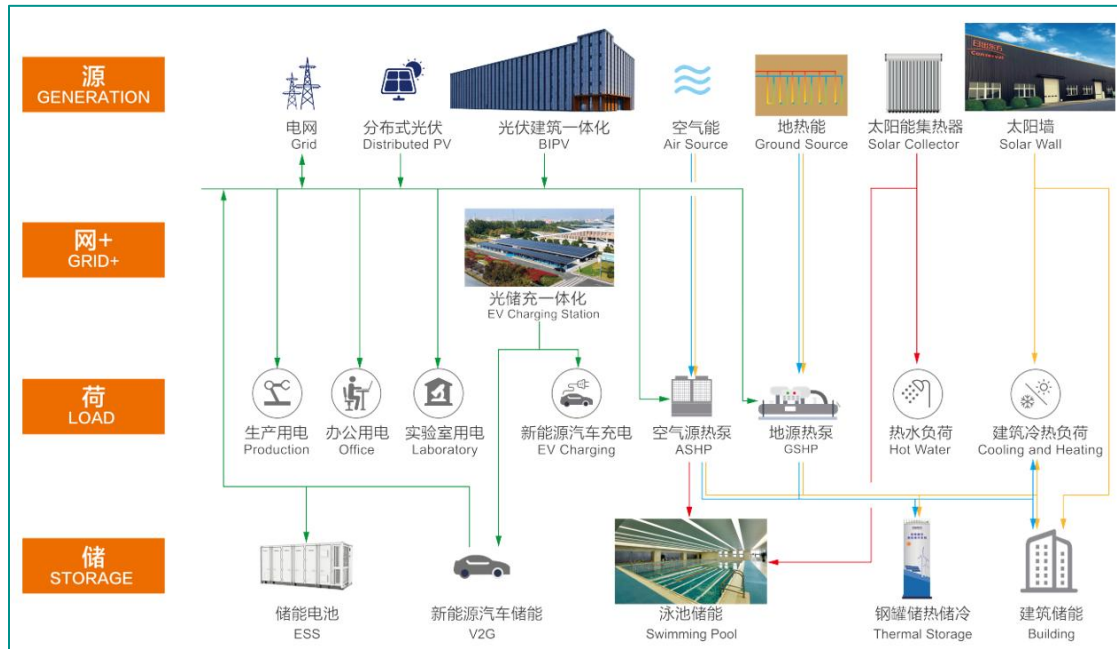 源
GENERATION
电网
Grid
分布式光伏
Distributed PV
光伏建筑一体化
BIPV
空气能
Air Source
地热能
Ground Source
太阳能集热器
Solar Collector
太阳墙
Solar Wall
网+
GRID+
光储充一体化
EV Charging Station
荷
LOAD
生产用电
Production
办公用电
Office
实验室用电
Laboratory
新能源汽车充电
EV Charging
空气源热泵
ASHP
地源热泵
GSHP
热水负荷
Hot Water
建筑冷热负荷
Cooling and Heating
储
STORAGE
储能电池
ESS
新能源汽车储能
V2G
泳池储能
Swimming Pool
钢罐储热储冷
Thermal Storage
建筑储能
Building